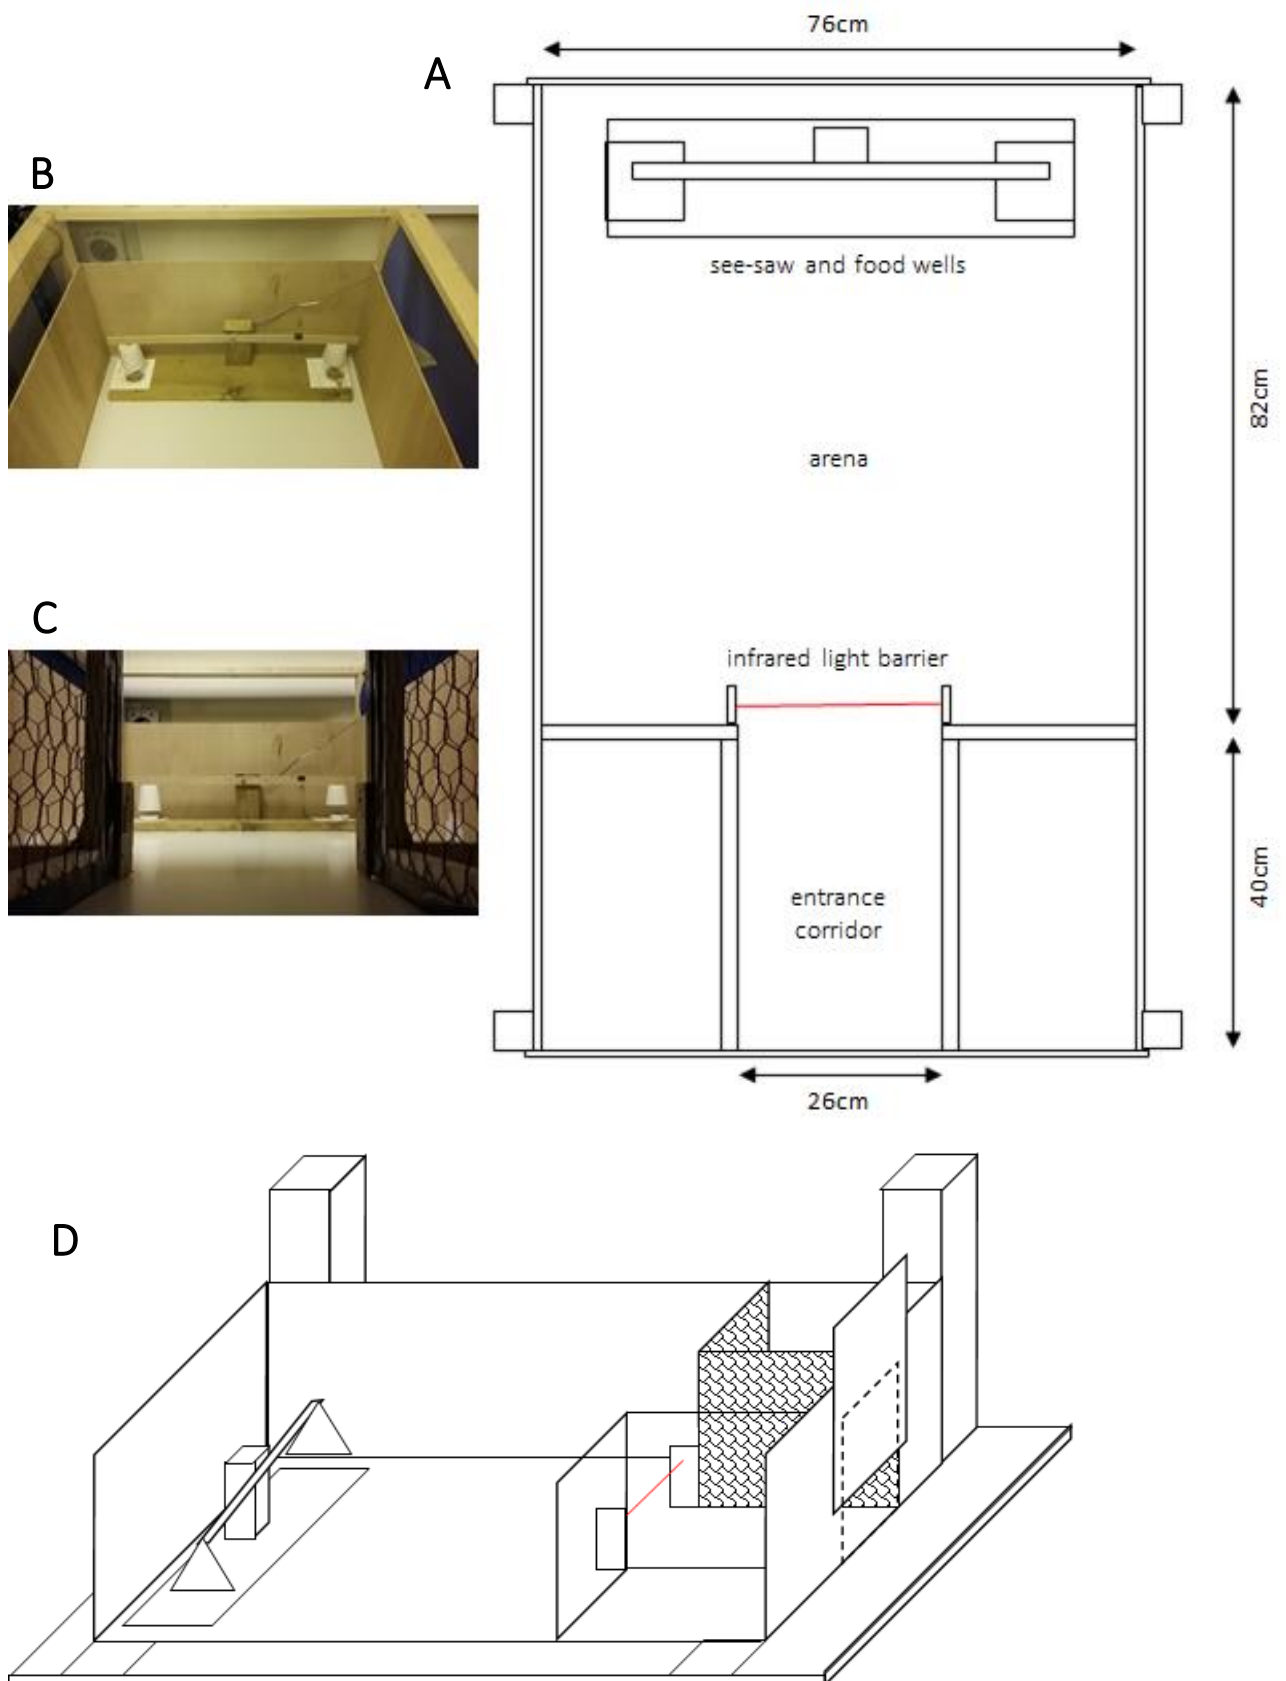 76cm
A
B
see-saw and food wells
82cm
arena
C
infrared light barrier
entrance
corridor
40cm
26cm
D